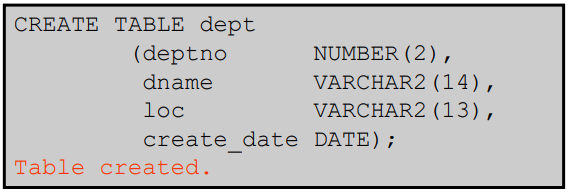 CREATE TABLE dept
(deptno NUMBER(2),
dname VARCHAR2(14),
loc VARCHAR2(13),
create_date DATE);
Table created.